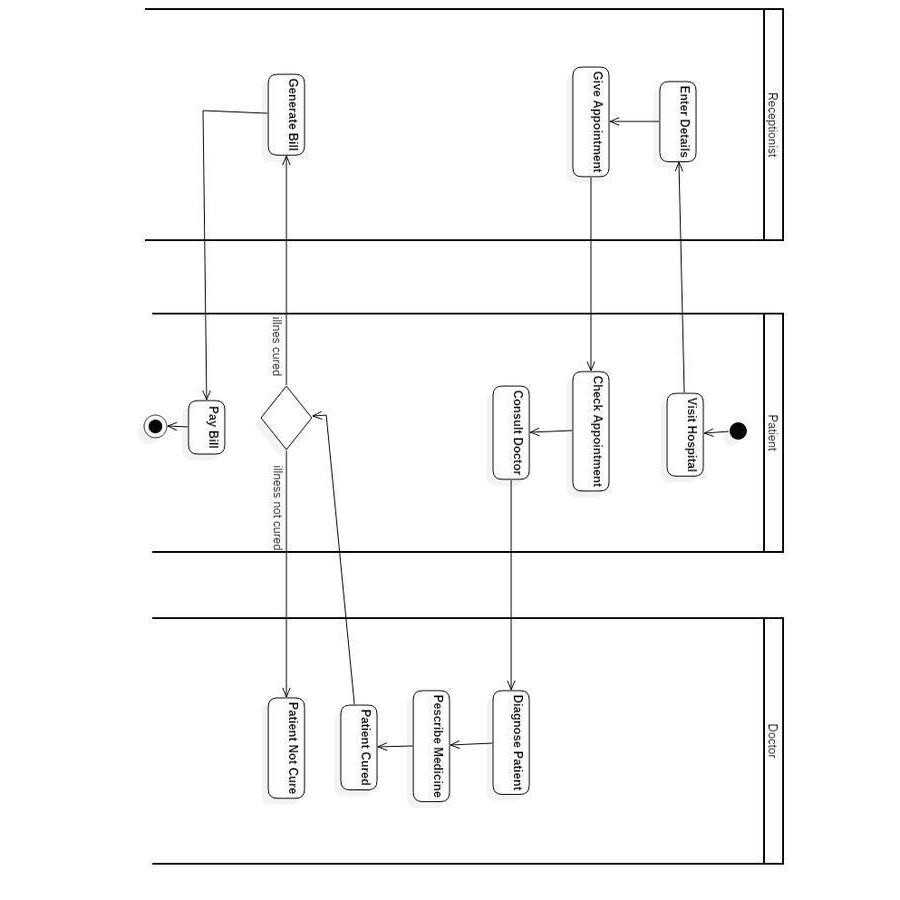 Receptionist
Patient
Doctor
Visit Hospital
Enter Details
Give Appointment
Check Appointment
Consult Doctor
Diagnose Patient
Pescribe Medicine
Patient Cured
illnes cured
illness not cured
Generate Bill
Patient Not Cure
Pay Bill